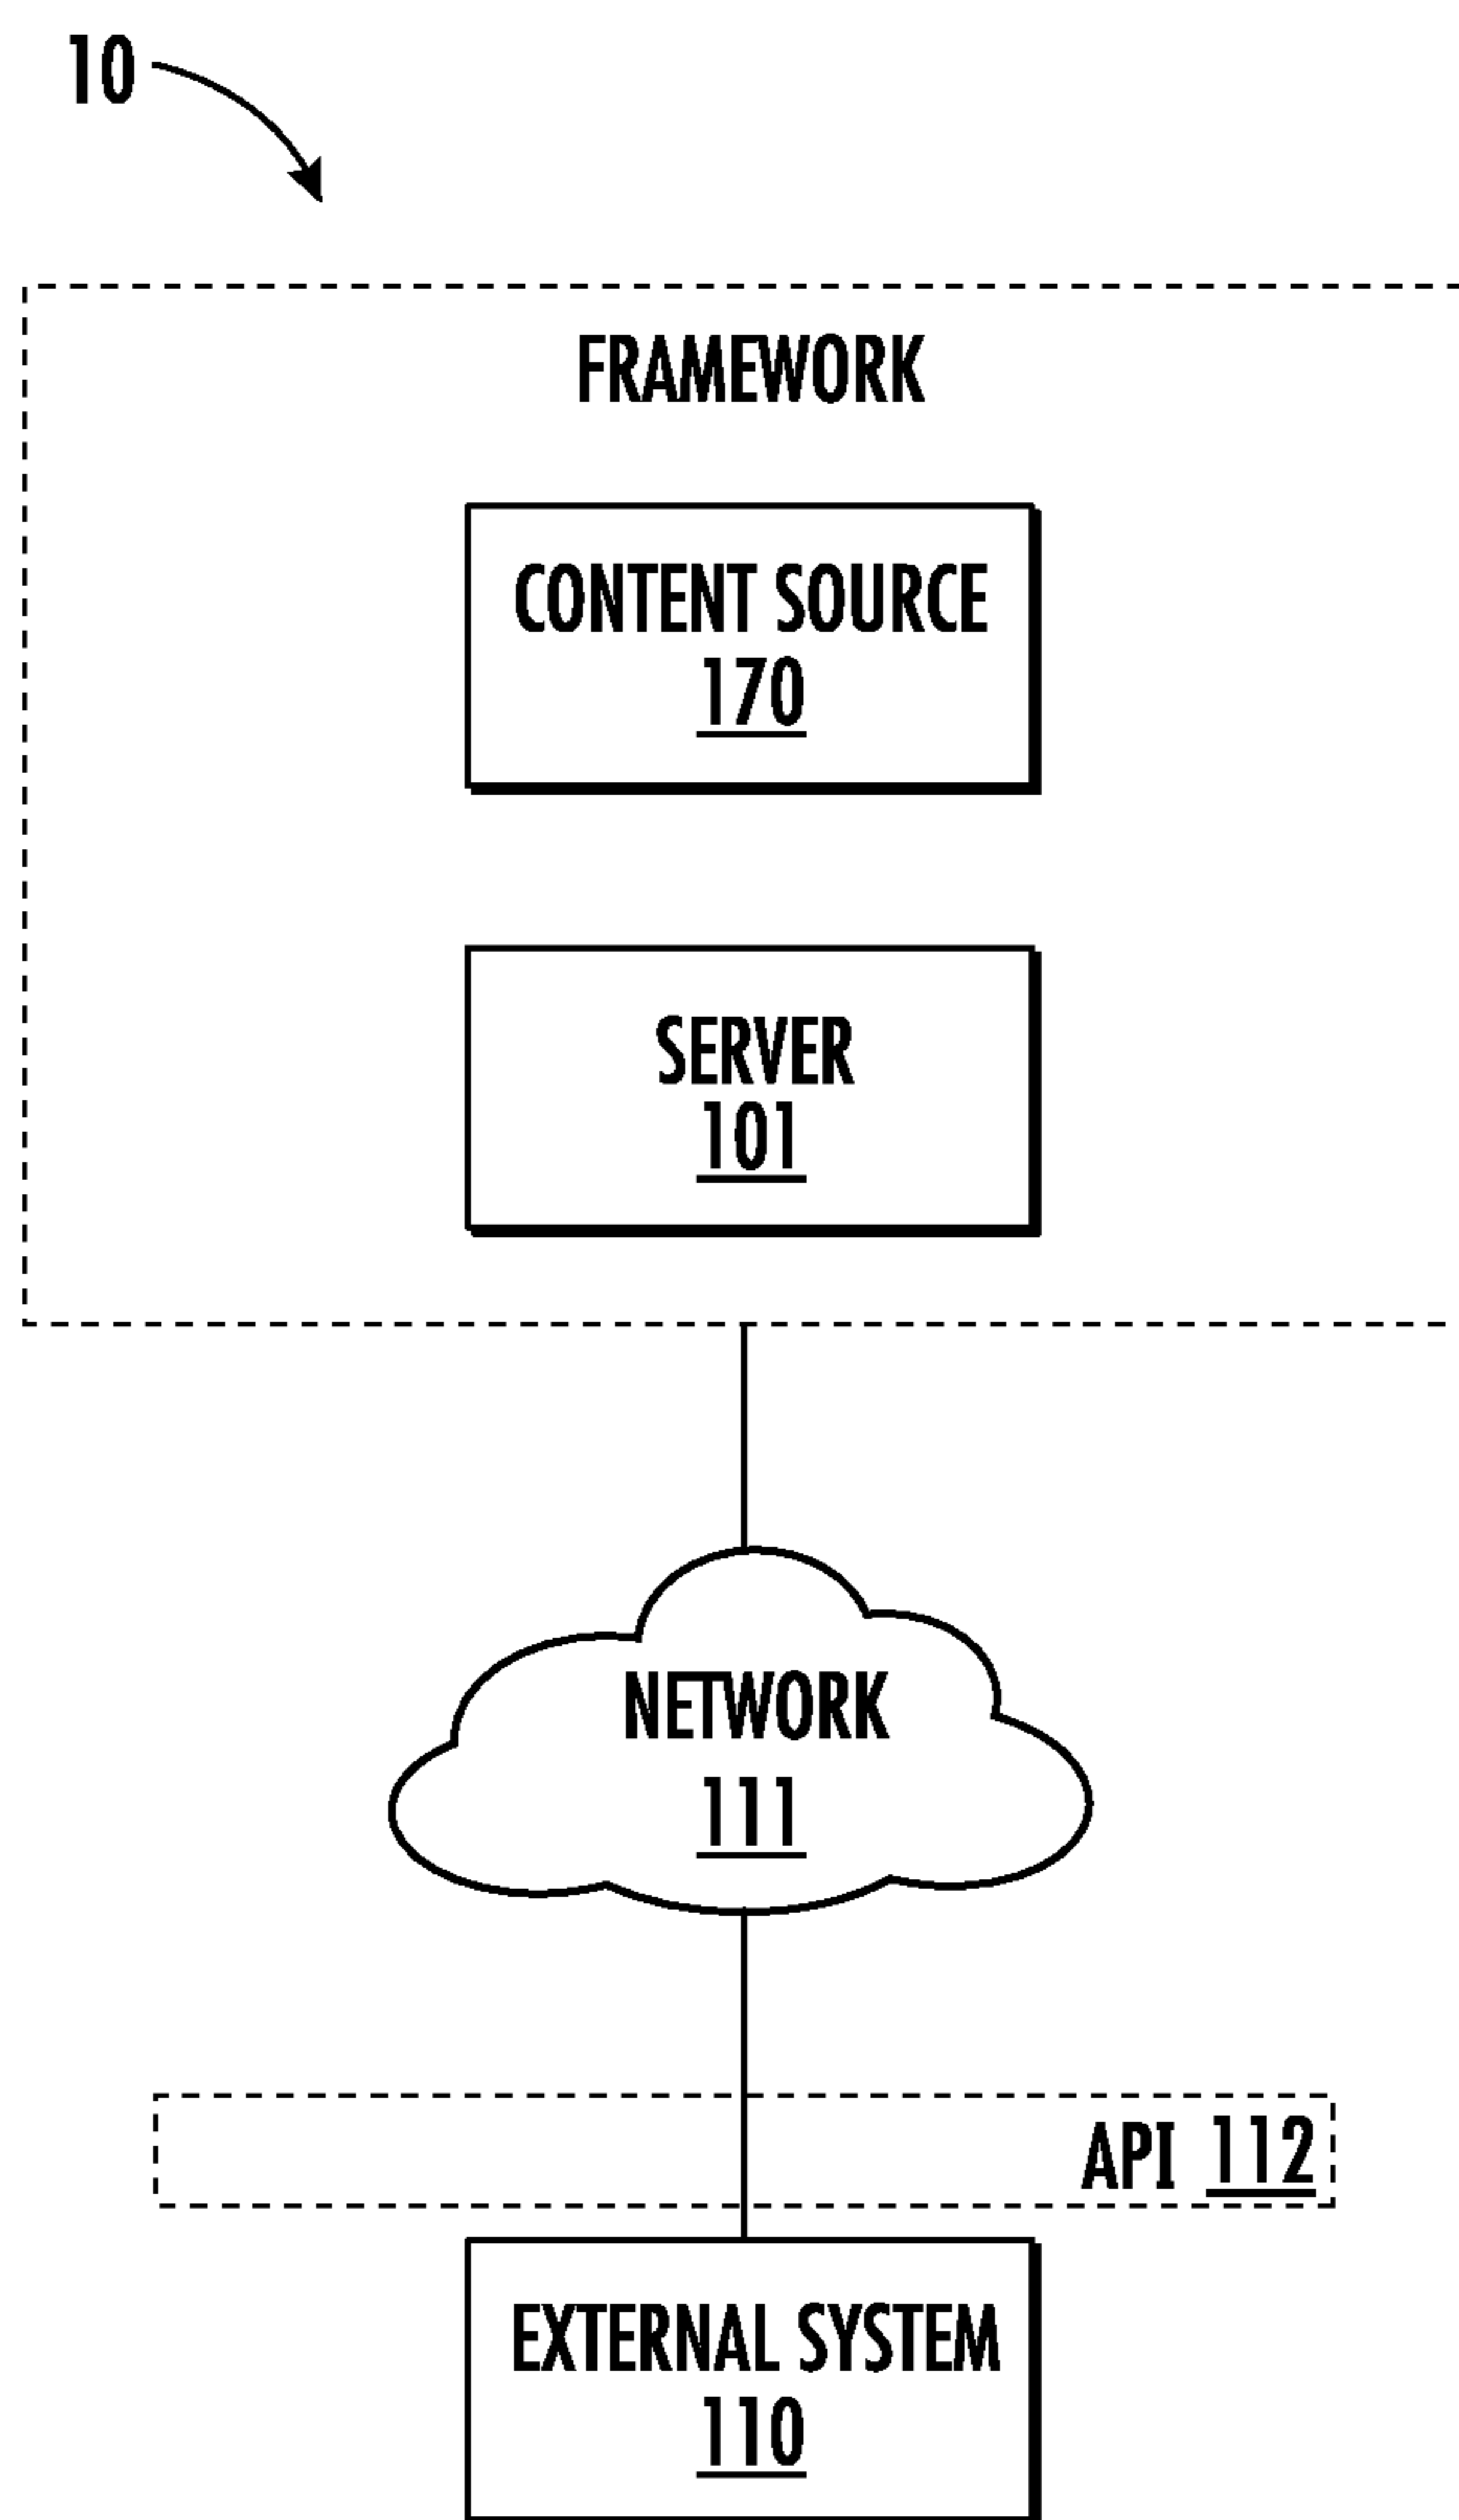 10
FRAMEWORK
CONTENT SOURCE
170
SERVER
101
NETWORK
111
API 112
EXTERNAL SYSTEM
110